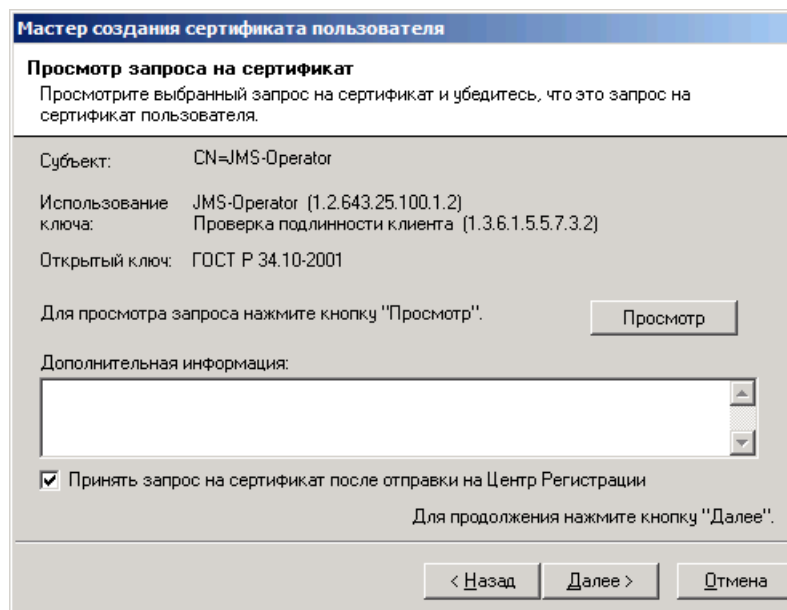 Мастер создания сертификата пользователя
Просмотр запроса на сертификат
Просмотрите выбранный запрос на сертификат и убедитесь, что это запрос на
сертификат пользователя.
Субъект: CN=JMS-Operator
Использование ключа: JMS-Operator (1.2.643.25.100.1.2)
Проверка подлинности клиента (1.3.6.1.5.5.7.3.2)
Открытый ключ: ГОСТ Р 34.10-2001
Для просмотра запроса нажмите кнопку "Просмотр". Просмотр
Дополнительная информация:
Принять запрос на сертификат после отправки на Центр Регистрации
Для продолжения нажмите кнопку "Далее".
< Назад Далее > Отмена